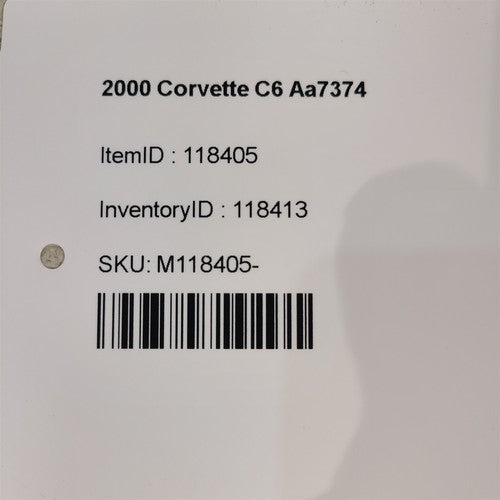 2000 Corvette C6 Aa7374
ItemID : 118405
InventoryID : 118413
SKU: M118405-